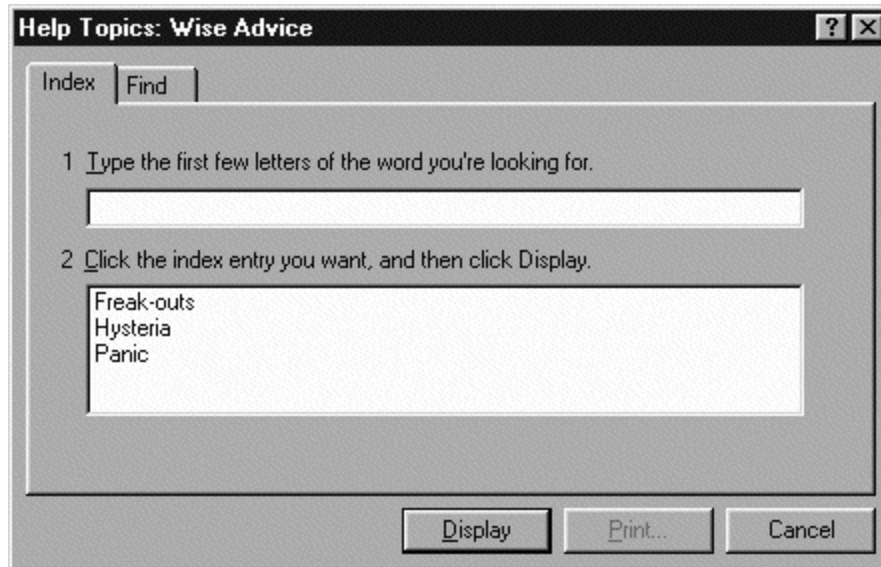 Help Topics: Wise Advice
Index
Find
1 Type the first few letters of the word you're looking for.
2 Click the index entry you want, and then click Display.
Freak-outs
Hysteria
Panic
Display
Print...
Cancel